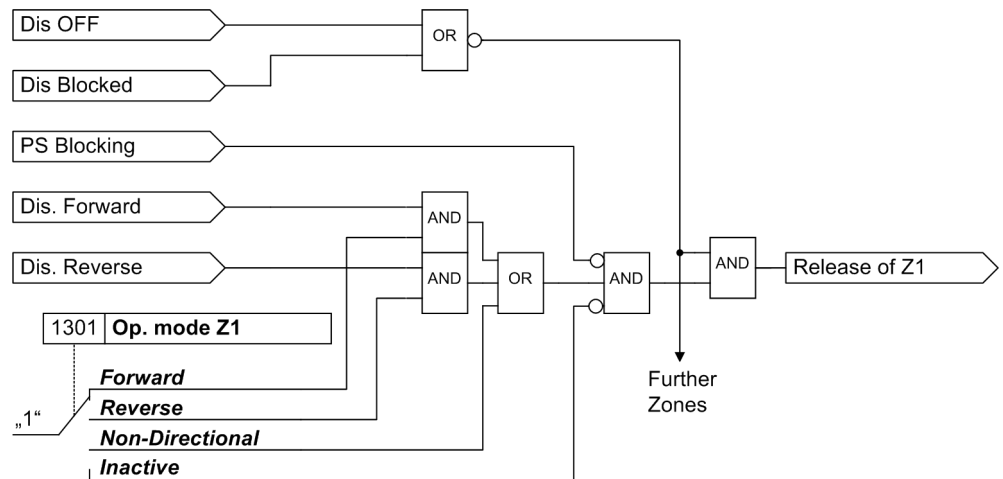 Dis OFF
OR
Dis Blocked
PS Blocking
Dis. Forward
AND
Dis. Reverse
AND
OR
AND
AND
Release of Z1
1301 Op. mode Z1
Further
Zones
Forward
Reverse
„1“
Non-Directional
Inactive